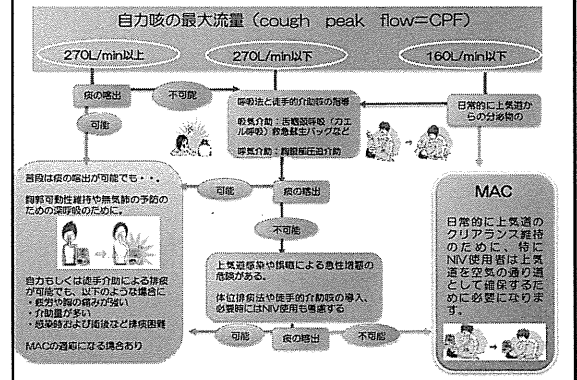 自力咳の最大流量（cough peak flow=CPF）
270L/min以上
270L/min以下
160L/min以下
痰の喀出
不可能
可能
呼吸法と徒手的介助咳の指導
吸気介助：舌咽頭呼吸（カエ
ル呼吸）救急蘇生バッグなど
呼気介助：胸腹部圧迫介助
日常的に上気道か
らの分泌物の
普段は痰の喀出が可能でも・・・
胸郭可動性維持や無気肺の予防の
ための深呼吸のために。
自力もしくは徒手介助による排痰
が可能でも、以下のような場合に
・疲労や胸の痛みが強い
・介助量が多い
・感染時および術後など排痰困難
MACの適応になる場合あり
可能
痰の喀出
不可能
上気道感染や誤嚥による急性増悪の
危険がある。
体位排痰法や徒手的介助咳の導入、
必要時にはNIV使用も考慮する
可能
痰の喀出
不可能
MAC
日常的に上気道の
クリアランス維持
のために、特に
NIV使用者は上気
道を空気の通り道
として確保するた
めに必要になりま
す。